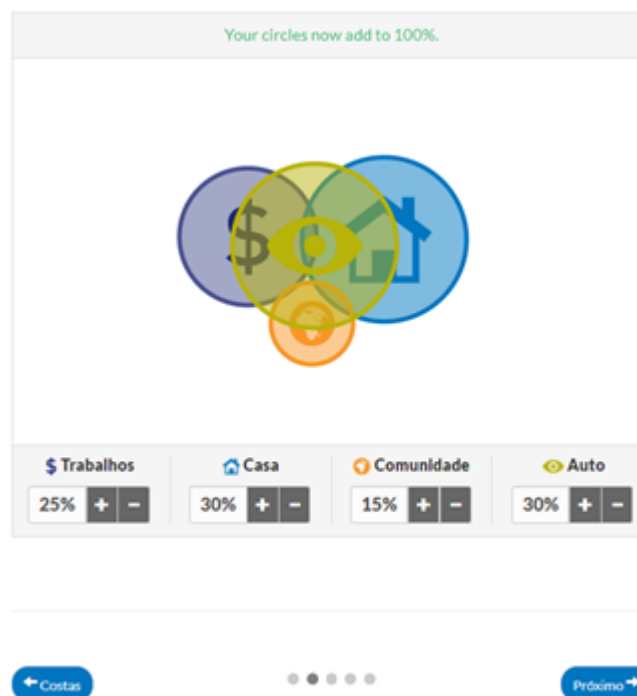 Your circles now add to 100%.
$ Trabalhos Casa Comunidade Auto
25% + − 30% + − 15% + − 30% + −
Costas Próximo